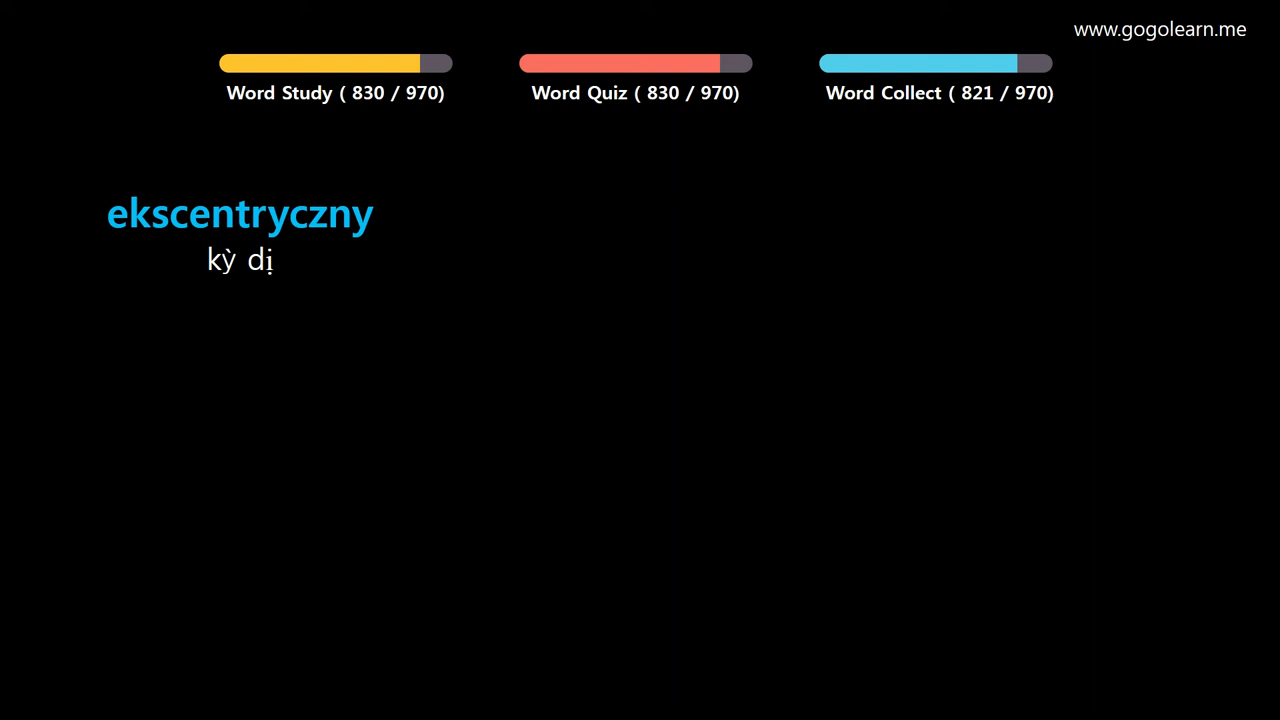 www.gogolearn.me
Word Study ( 830 / 970)
Word Quiz ( 830 / 970)
Word Collect ( 821 / 970)
ekscentryczny
kỳ dị